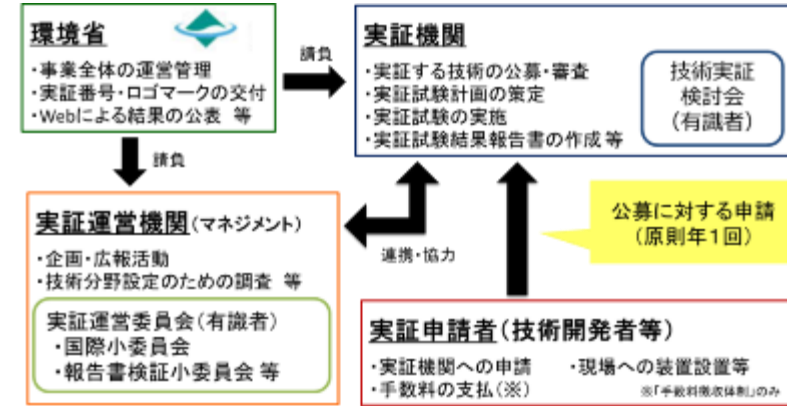 環境省
・事業全体の運営管理
・実証番号・ロゴマークの交付
・Webによる結果の公表 等
請負
実証機関
・実証する技術の公募・審査
・実証試験計画の策定
・実証試験の実施
・実証試験結果報告書の作成 等
技術実証
検討会
(有識者)
請負
実証運営機関(マネジメント)
・企画・広報活動
・技術分野設定のための調査 等
実証運営委員会(有識者)
・国際小委員会
・報告書検証小委員会 等
連携・協力
公募に対する申請
(原則年1回)
実証申請者(技術開発者等)
・実証機関への申請 ・現場への装置設置等
・手数料の支払(※) ※「手数料徴収体制」のみ